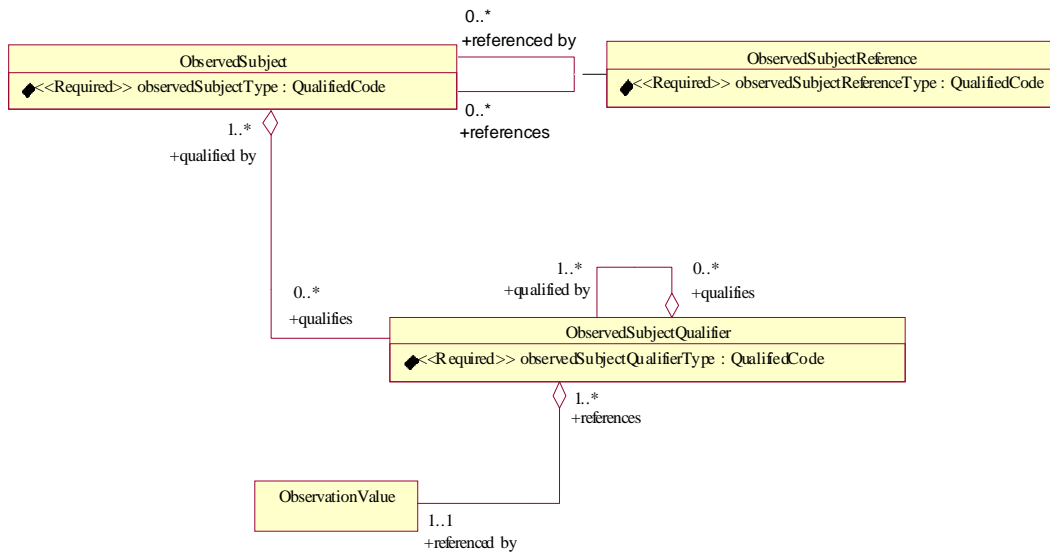 0..*
+referenced by
ObservedSubject
<<Required>> observedSubjectType : QualifiedCode
ObservedSubjectReference
<<Required>> observedSubjectReferenceType : QualifiedCode
0..*
+references
1..*
+qualified by
1..*
+qualified by
0..*
+qualifies
0..*
+qualifies
ObservedSubjectQualifier
<<Required>> observedSubjectQualifierType : QualifiedCode
1..*
+references
ObservationValue
1..1
+referenced by